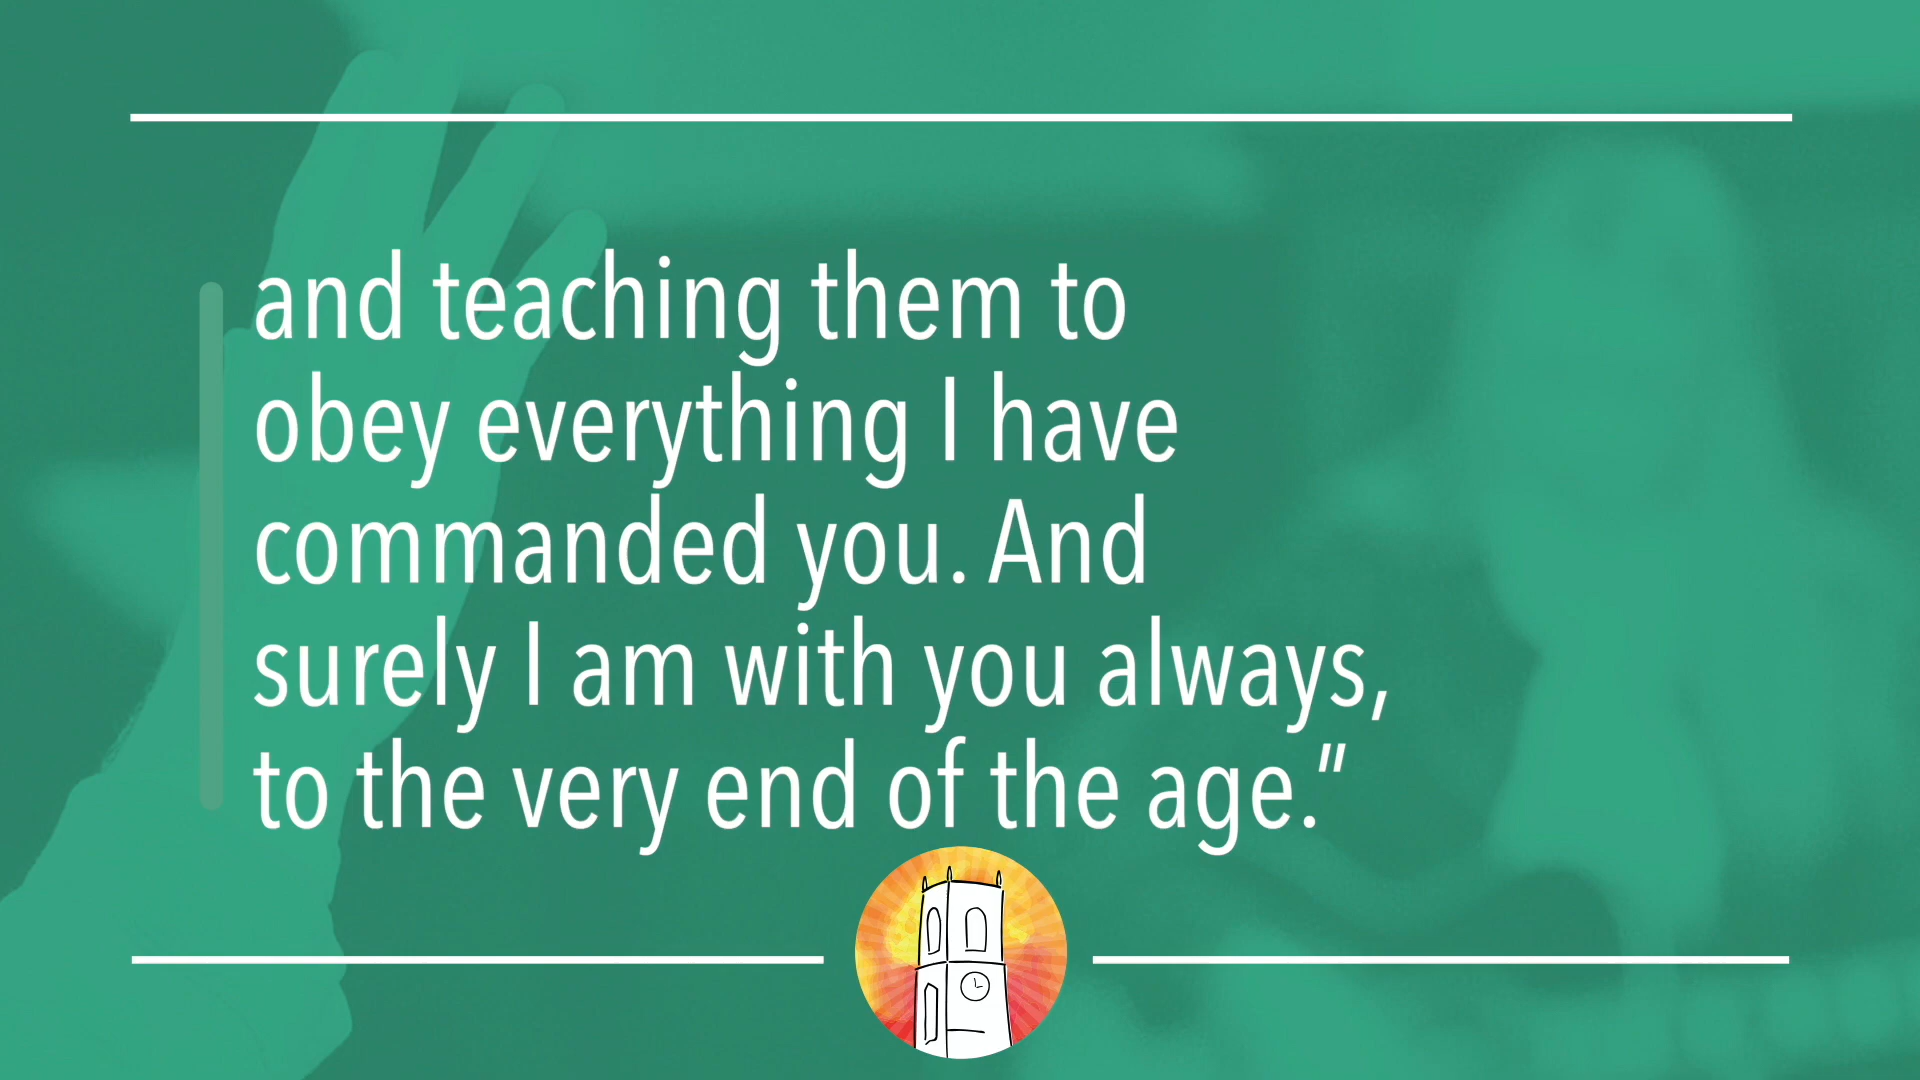 and teaching them to
obey everything I have
commanded you. And
surely I am with you always,
to the very end of the age.”